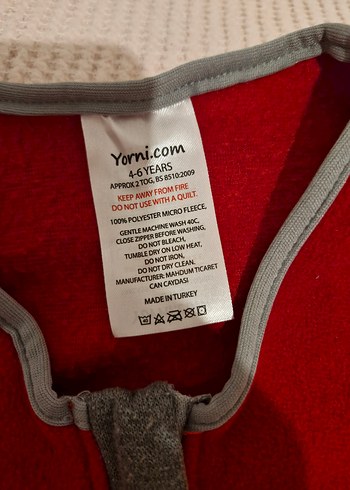 Yorni.com
4-6 YEARS
APPROX 2 TOG, BS 8510:2009
KEEP AWAY FROM FIRE
DO NOT USE WITH A QUILT.
100% POLYESTER MICRO FLEECE,
GENTLE MACHINE WASH 40C,
CLOSE ZIPPER BEFORE WASHING,
DO NOT BLEACH,
TUMBLE DRY ON LOW HEAT,
DO NOT IRON,
DO NOT DRY CLEAN.
MANUFACTURER: MAHDUM TICARET
CAN CAYDASI
MADE IN TURKEY